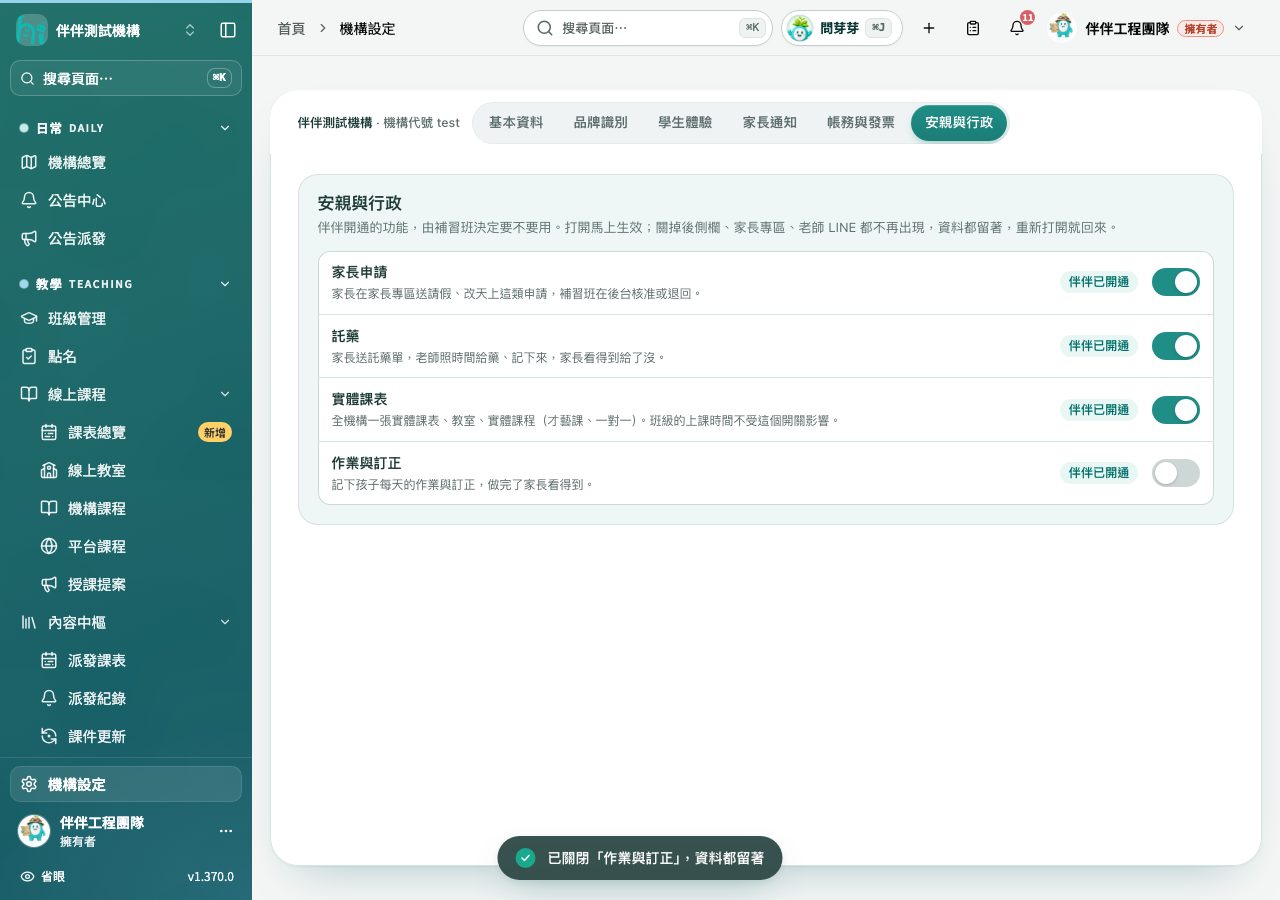 伴伴測試機構
搜尋頁面… ⌘K
日常 DAILY
機構總覽
公告中心
公告派發
教學 TEACHING
班級管理
點名
線上課程
課表總覽 新增
線上教室
機構課程
平台課程
授課提案
內容中樞
派發課表
派發紀錄
課件更新
機構設定
伴伴工程團隊
擁有者
省眼 v1.370.0
首頁 > 機構設定
搜尋頁面… ⌘K
問芽芽 ⌘J
11
伴伴工程團隊 擁有者
伴伴測試機構 · 機構代號 test
基本資料 品牌識別 學生體驗 家長通知 帳務與發票 安親與行政
安親與行政
伴伴開通的功能，由補習班決定要不要用。打開馬上生效；關掉後側欄、家長專區、老師 LINE 都不再出現，資料都留著，重新打開就回來。
家長申請
家長在家長專區送請假、改天上這類申請，補習班在後台核准或退回。
伴伴已開通
託藥
家長送託藥單，老師照時間給藥、記下來，家長看得到給了沒。
伴伴已開通
實體課表
全機構一張實體課表、教室、實體課程（才藝課、一對一）。班級的上課時間不受這個開關影響。
伴伴已開通
作業與訂正
記下孩子每天的作業與訂正，做完了家長看得到。
伴伴已開通
已關閉「作業與訂正」，資料都留著